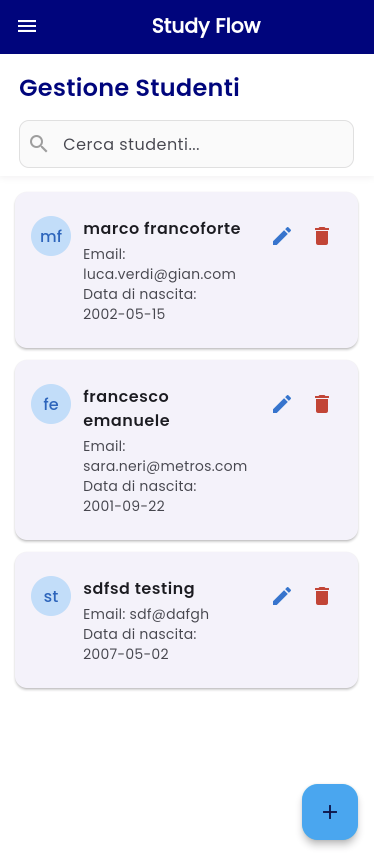 Study Flow
Gestione Studenti
Cerca studenti...
mf
marco francoforte
Email:
luca.verdi@gian.com
Data di nascita:
2002-05-15
fe
francesco
emanuele
Email:
sara.neri@metros.com
Data di nascita:
2001-09-22
st
sdfsd testing
Email: sdf@dafgh
Data di nascita:
2007-05-02
+